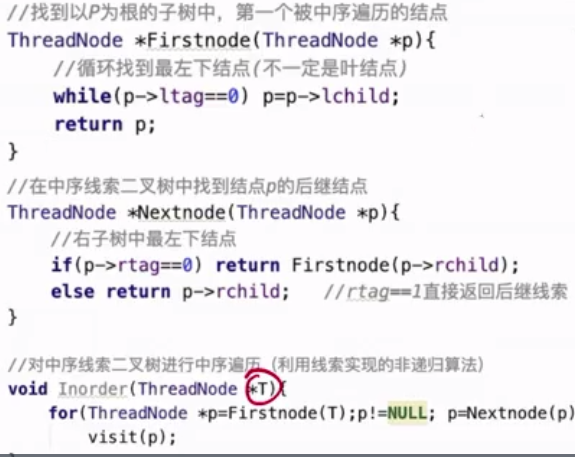 //找到以P为根的子树中，第一个被中序遍历的结点
ThreadNode *Firstnode(ThreadNode *p){
//循环找到最左下结点(不一定是叶结点)
while(p->ltag==0) p=p->lchild;
return p;
}
//在中序线索二叉树中找到结点p的后继结点
ThreadNode *Nextnode(ThreadNode *p){
//右子树中最左下结点
if(p->rtag==0) return Firstnode(p->rchild);
else return p->rchild; //rtag==1直接返回后继线索
}
//对中序线索二叉树进行中序遍历（利用线索实现的非递归算法）
void Inorder(ThreadNode *T){
for(ThreadNode *p=Firstnode(T);p!=NULL; p=Nextnode(p)
visit(p);